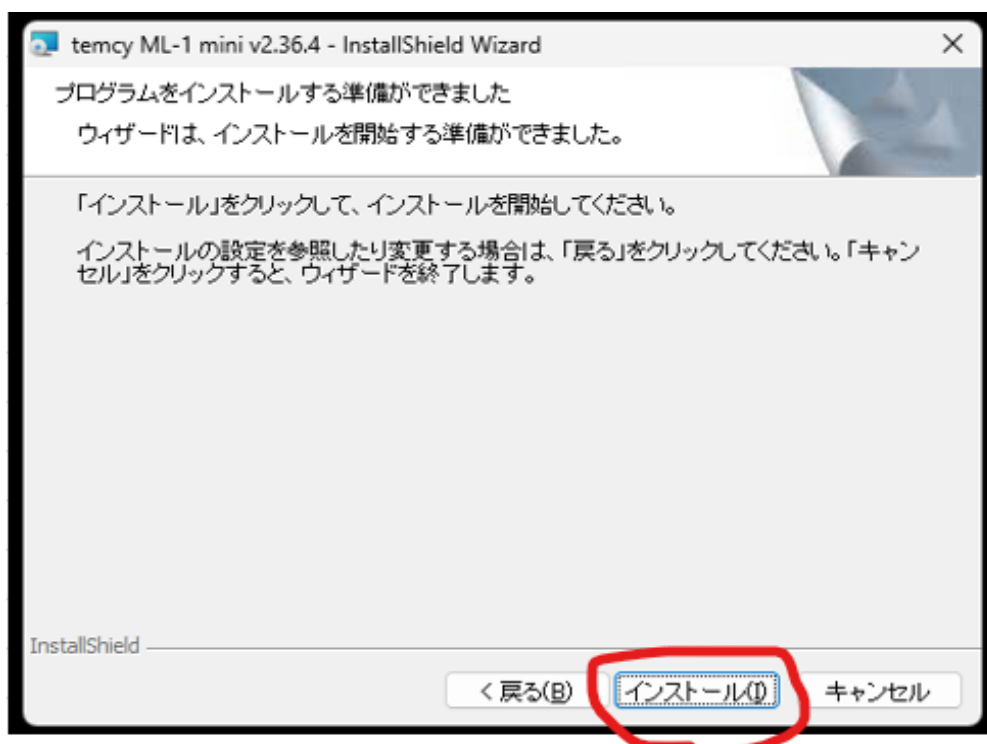 temcy ML-1 mini v2.36.4 - InstallShield Wizard
プログラムをインストールする準備ができました
ウィザードは、インストールを開始する準備ができました。
「インストール」をクリックして、インストールを開始してください。
インストールの設定を参照したり変更する場合は、「戻る」をクリックしてください。「キャン
セル」をクリックすると、ウィザードを終了します。
InstallShield
< 戻る(B)
インストール(I)
キャンセル